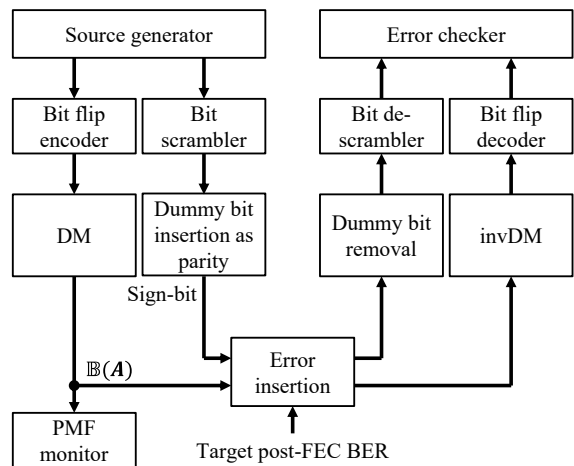 Source generator
Error checker
Bit flip
encoder
Bit
scrambler
Bit de-
scrambler
Bit flip
decoder
DM
Dummy bit
insertion as
parity
Dummy bit
removal
invDM
Sign-bit
𝔹(𝑨)
Error
insertion
PMF
monitor
Target post-FEC BER